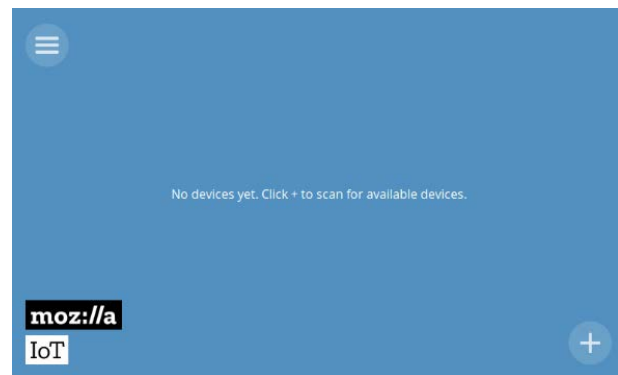 No devices yet. Click + to scan for available devices.
moz://a
IoT